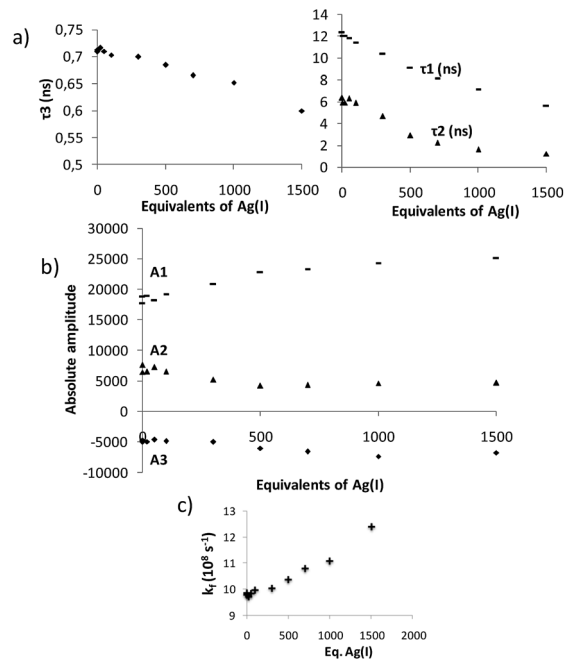 a)
0,75
0,7
0,65
0,6
0,55
0,5
τ3 (ns)
0 500 1000 1500
Equivalents of Ag(I)
14
12
10
8
6
4
2
0
τ1 (ns)
τ2 (ns)
0 500 1000 1500
Equivalents of Ag(I)
b)
30000
25000
20000
15000
10000
5000
0
-5000
-10000
Absolute amplitude
A1
A2
A3
0 500 1000 1500
Equivalents of Ag(I)
c)
13
12
11
10
9
kf (10⁸ s⁻¹)
0 500 1000 1500 2000
Eq. Ag(I)